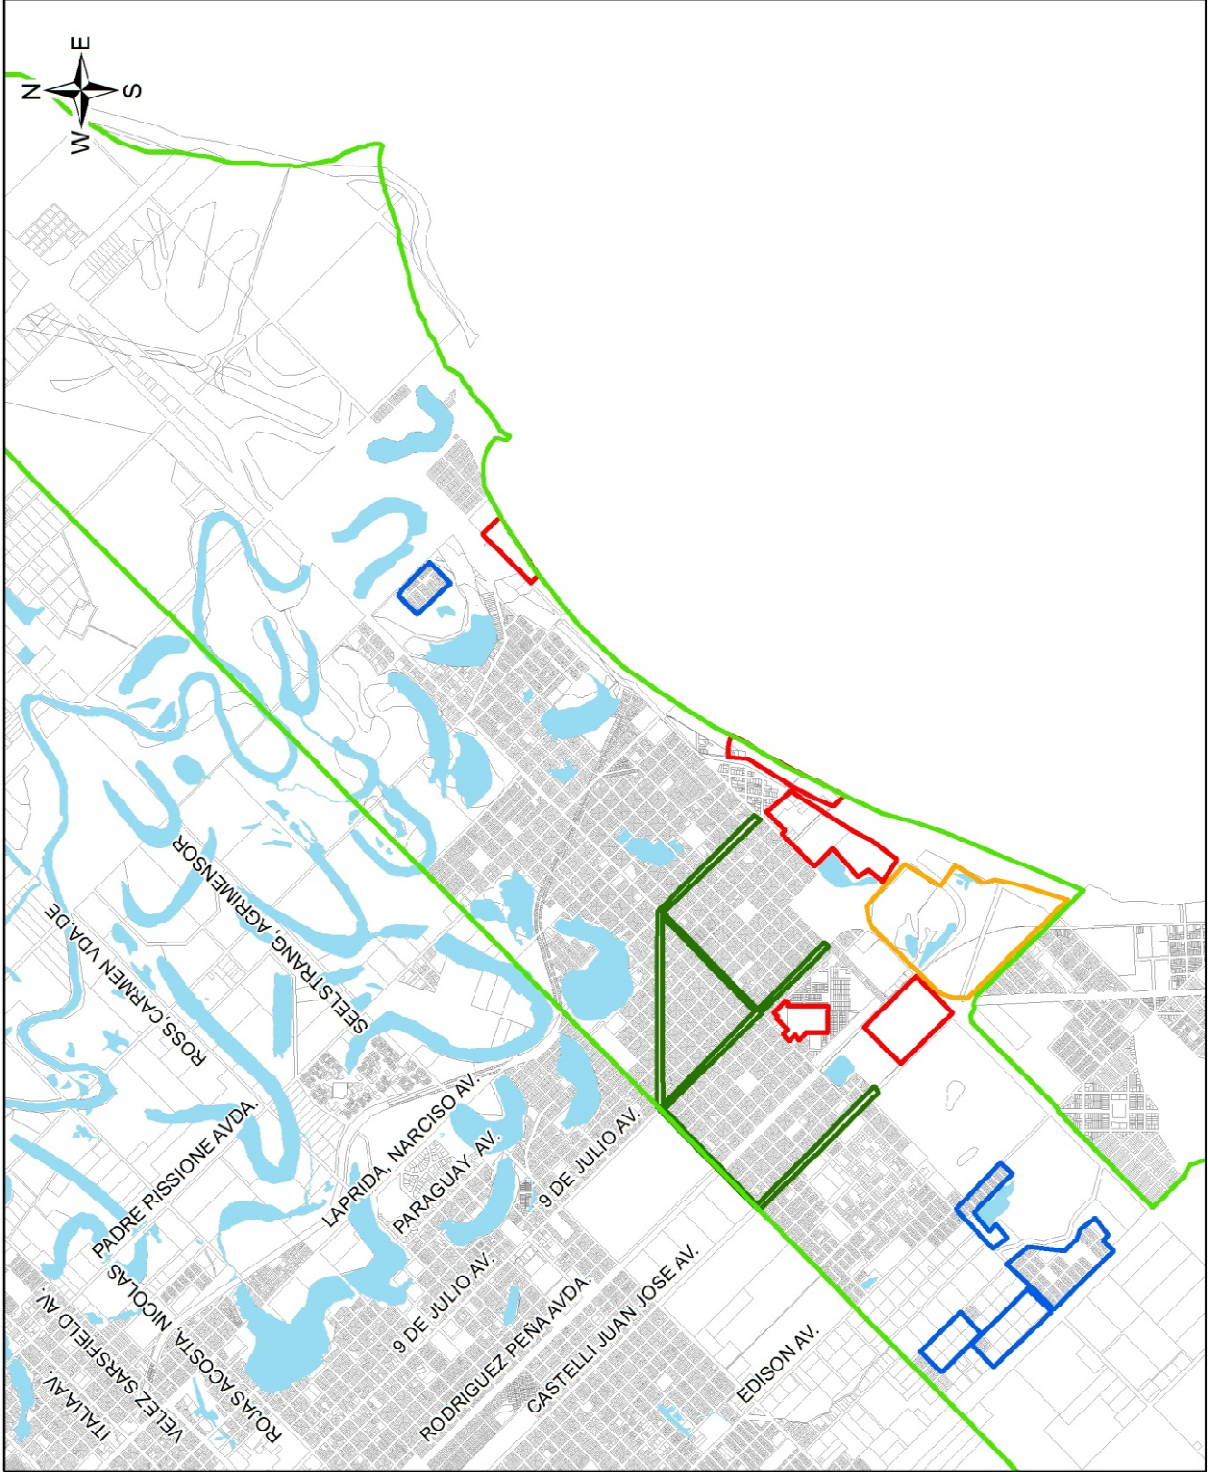 N
E
W
S
SEELSTRANG, AGRIMENSOR
ROSS, CARMEN VDA.DE
PADRE PISSIONE AVDA.
LAPRIDA, NARCISO AV.
PARAGUAY AV.
9 DE JULIO AV.
9 DE JULIO AV.
ROJAS ACOSTA, NICOLAS
VELEZ SARSFIELD AV.
ITALIA AV.
RODRIGUEZ PEÑA AVDA.
CASTELLI JUAN JOSE AV.
EDISON AV.